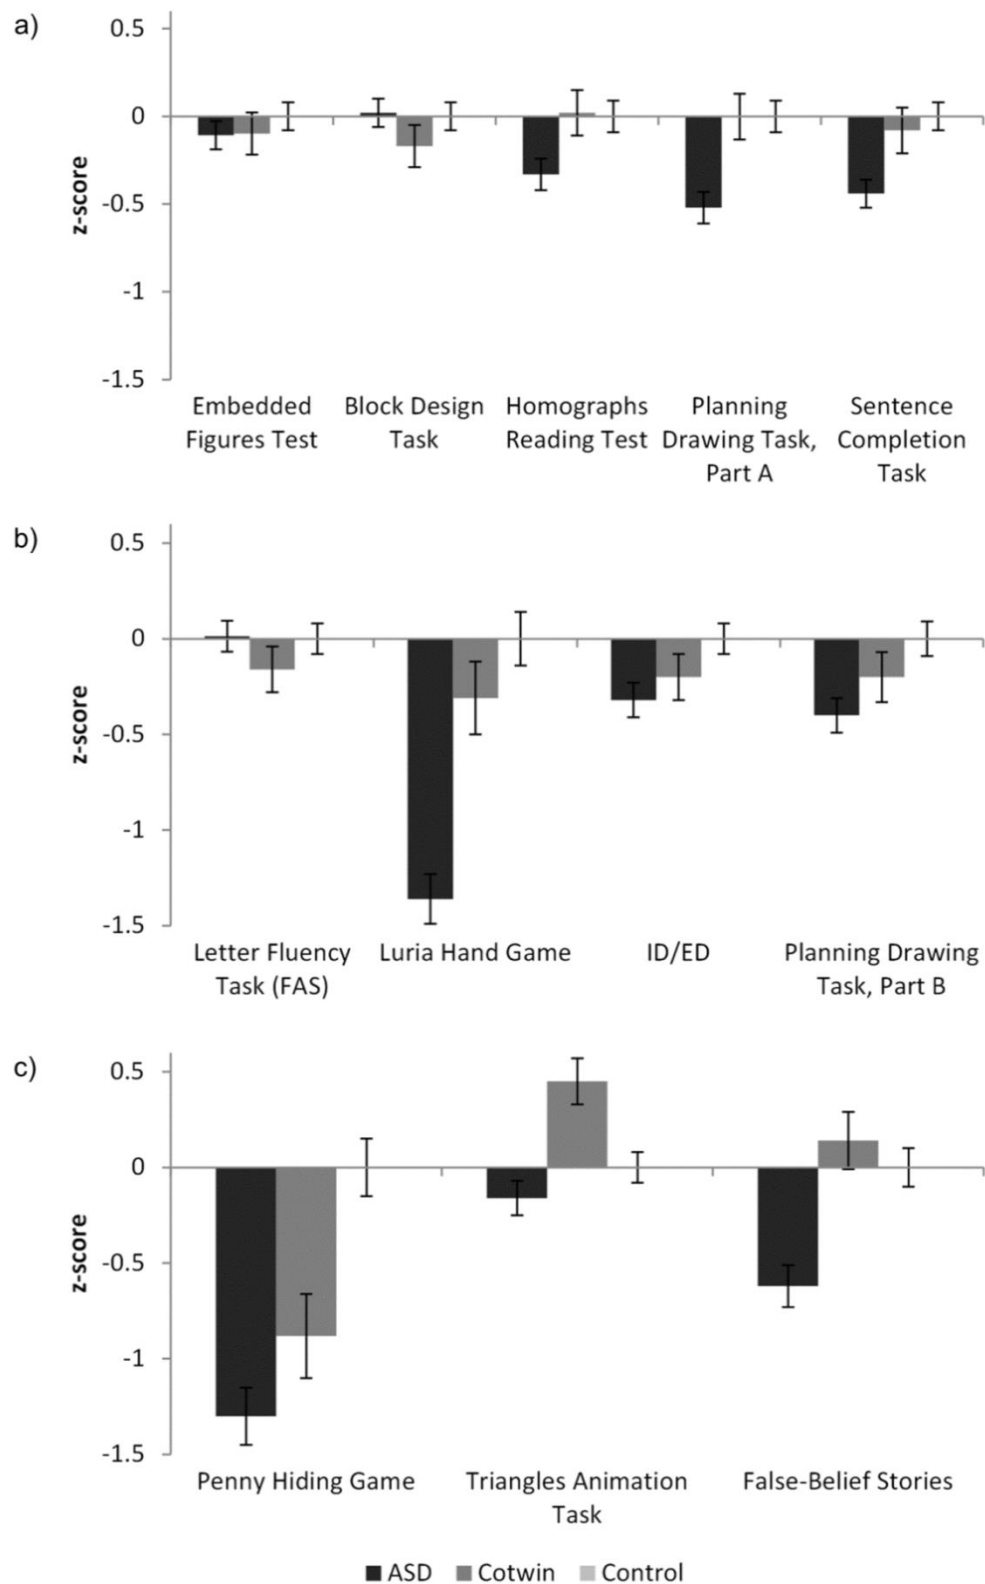 a)
0.5
0
-0.5
-1
-1.5
z-score
Embedded
Figures Test
Block Design
Task
Homographs
Reading Test
Planning
Drawing Task,
Part A
Sentence
Completion
Task
b)
0.5
0
-0.5
-1
-1.5
z-score
Letter Fluency
Task (FAS)
Luria Hand Game
ID/ED
Planning Drawing
Task, Part B
c)
0.5
0
-0.5
-1
-1.5
z-score
Penny Hiding Game
Triangles Animation
Task
False-Belief Stories
ASD Cotwin Control